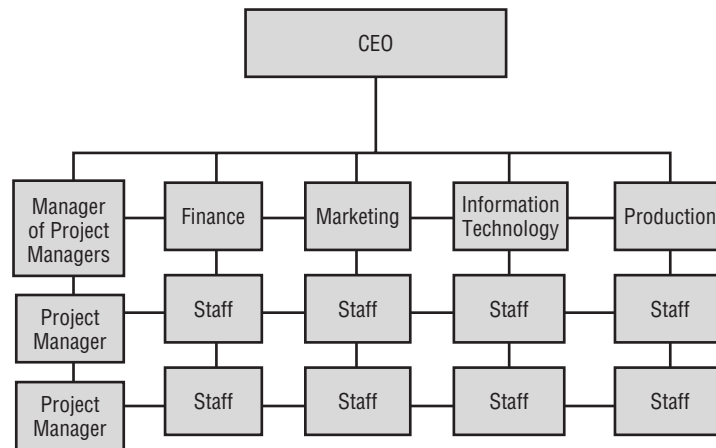 CEO
Manager
of Project
Managers
Finance
Marketing
Information
Technology
Production
Project
Manager
Staff
Staff
Staff
Staff
Project
Manager
Staff
Staff
Staff
Staff